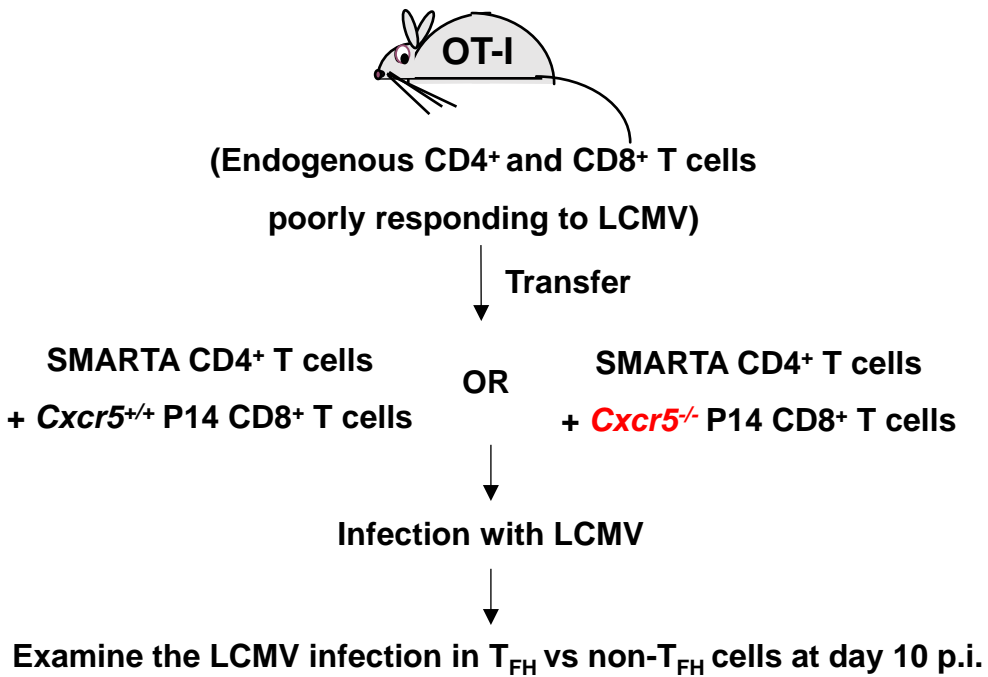 OT-I
(Endogenous CD4⁺ and CD8⁺ T cells
poorly responding to LCMV)
Transfer
SMARTA CD4⁺ T cells
+ Cxcr5⁺/⁺ P14 CD8⁺ T cells
OR
SMARTA CD4⁺ T cells
+ Cxcr5⁻/⁻ P14 CD8⁺ T cells
Infection with LCMV
Examine the LCMV infection in T_FH vs non-T_FH cells at day 10 p.i.